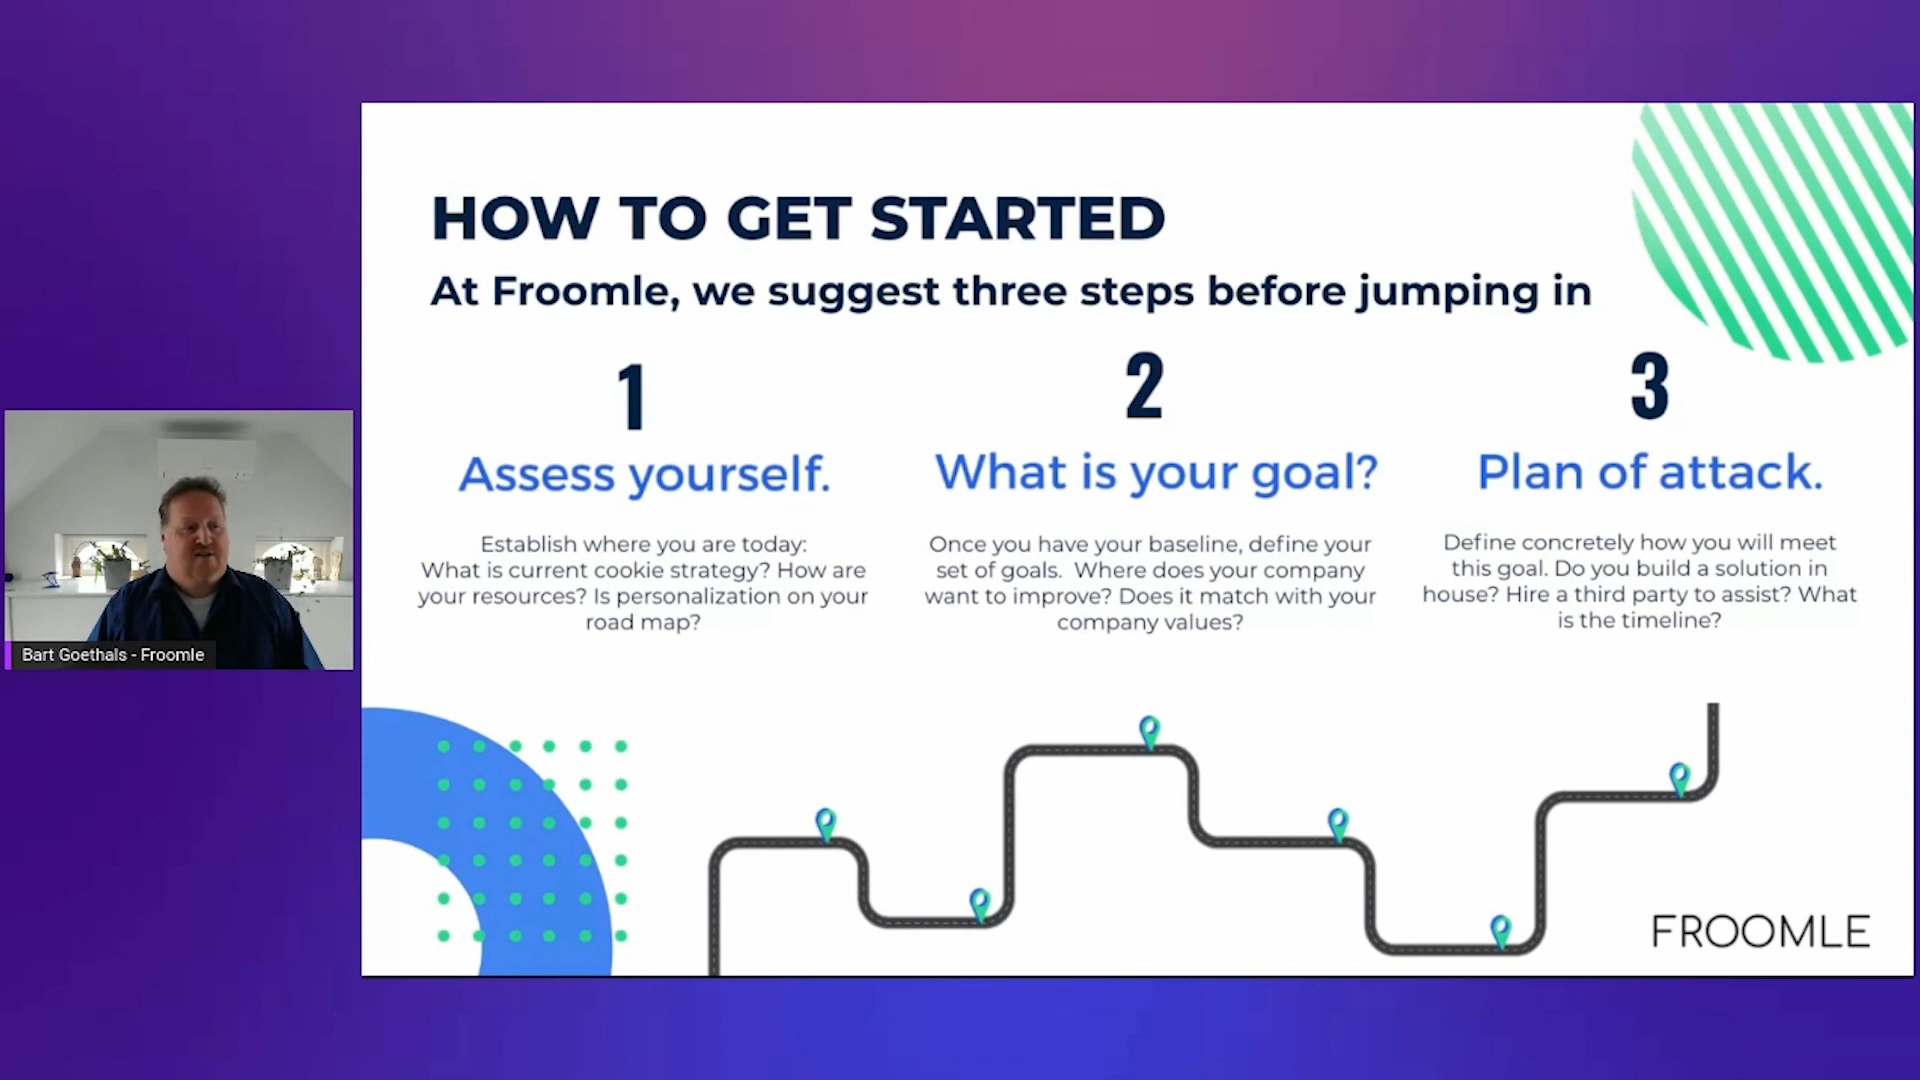 HOW TO GET STARTED
At Froomle, we suggest three steps before jumping in
1
Assess yourself.
Establish where you are today:
What is current cookie strategy? How are
your resources? Is personalization on your
road map?
2
What is your goal?
Once you have your baseline, define your
set of goals. Where does your company
want to improve? Does it match with your
company values?
3
Plan of attack.
Define concretely how you will meet
this goal. Do you build a solution in
house? Hire a third party to assist? What
is the timeline?
Bart Goethals - Froomle
FROOMLE